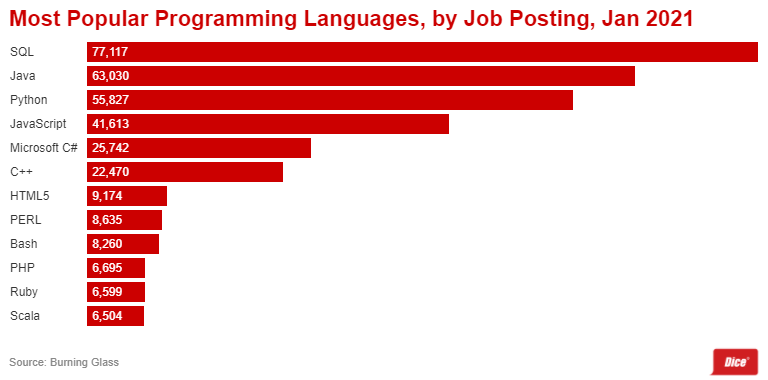 Most Popular Programming Languages, by Job Posting, Jan 2021
SQL 77,117
Java 63,030
Python 55,827
JavaScript 41,613
Microsoft C# 25,742
C++ 22,470
HTML5 9,174
PERL 8,635
Bash 8,260
PHP 6,695
Ruby 6,599
Scala 6,504
Source: Burning Glass
Dice